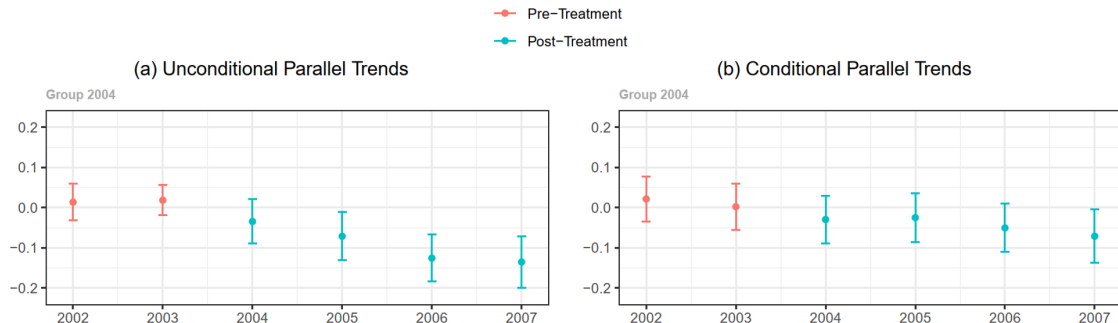 Pre−Treatment
Post−Treatment
(a) Unconditional Parallel Trends
Group 2004
0.2
0.1
0.0
−0.1
−0.2
2002 2003 2004 2005 2006 2007
(b) Conditional Parallel Trends
Group 2004
0.2
0.1
0.0
−0.1
−0.2
2002 2003 2004 2005 2006 2007